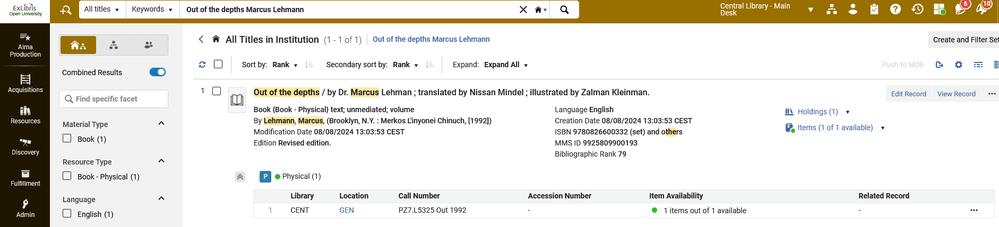 ExLibris
Open University
All titles
Keywords
Out of the depths Marcus Lehmann
Central Library - Main
Desk
6
10
Alma
Production
Acquisitions
Resources
Discovery
Fulfillment
Admin
Combined Results
Find specific facet
Material Type
Book (1)
Resource Type
Book - Physical (1)
Language
English (1)
All Titles in Institution (1 - 1 of 1) Out of the depths Marcus Lehmann
Create and Filter Set
Sort by: Rank Secondary sort by: Rank Expand: Expand All
Push to MDE
1
Out of the depths / by Dr. Marcus Lehman ; translated by Nissan Mindel ; illustrated by Zalman Kleinman.
Edit Record View Record
Book {Book - Physical} text; unmediated; volume
By Lehmann, Marcus, (Brooklyn, N.Y. : Merkos L'inyonei Chinuch, [1992])
Modification Date 08/08/2024 13:03:53 CEST
Edition Revised edition.
Language English
Creation Date 08/08/2024 13:03:53 CEST
ISBN 9780826600332 (set) and others
MMS ID 9925809900193
Bibliographic Rank 79
Holdings (1)
Items (1 of 1 available)
P Physical (1)
Library Location Call Number Accession Number Item Availability Related Record
1 CENT GEN PZ7.L5325 Out 1992 - 1 items out of 1 available -